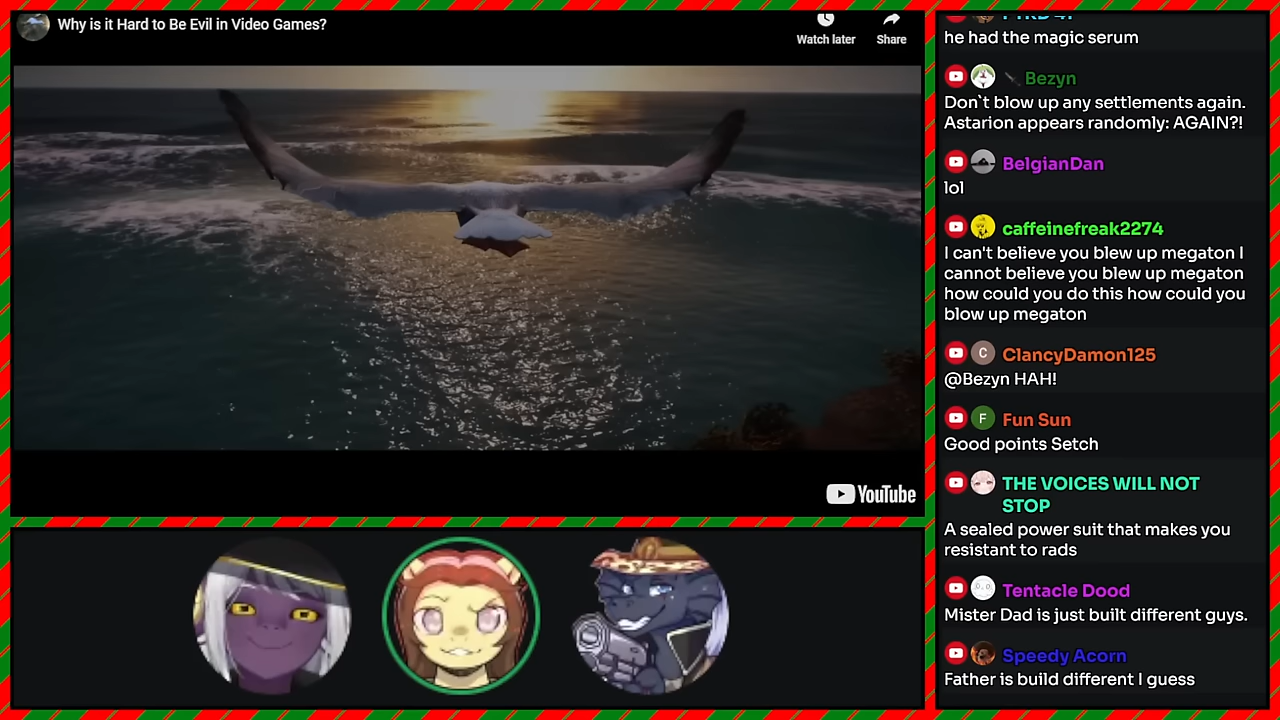 Why is it Hard to Be Evil in Video Games?
Watch later
Share
YouTube
he had the magic serum
Bezyn
Don`t blow up any settlements again.
Astarion appears randomly: AGAIN?!
BelgianDan
lol
caffeinefreak2274
I can't believe you blew up megaton I
cannot believe you blew up megaton
how could you do this how could you
blow up megaton
C
ClancyDamon125
@Bezyn HAH!
F
Fun Sun
Good points Setch
THE VOICES WILL NOT
STOP
A sealed power suit that makes you
resistant to rads
Tentacle Dood
Mister Dad is just built different guys.
Speedy Acorn
Father is build different I guess